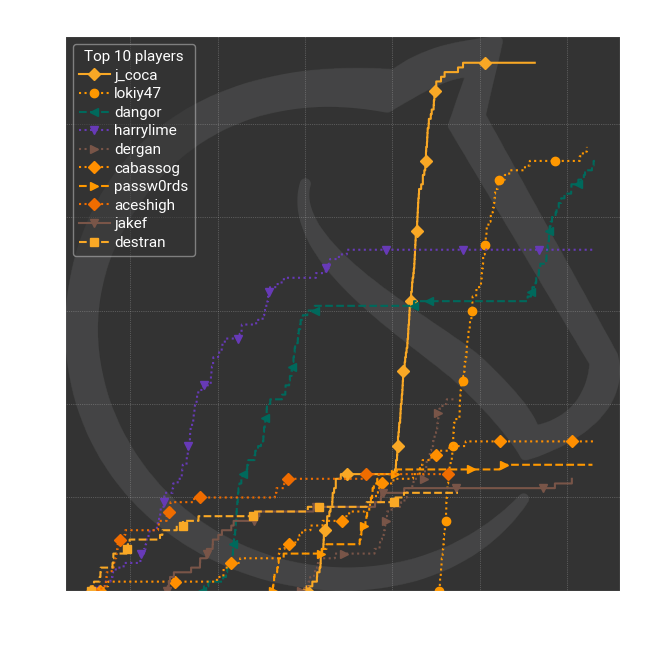 Top 10 players
j_coca
lokiy47
dangor
harrylime
dergan
cabassog
passw0rds
aceshigh
jakef
destran